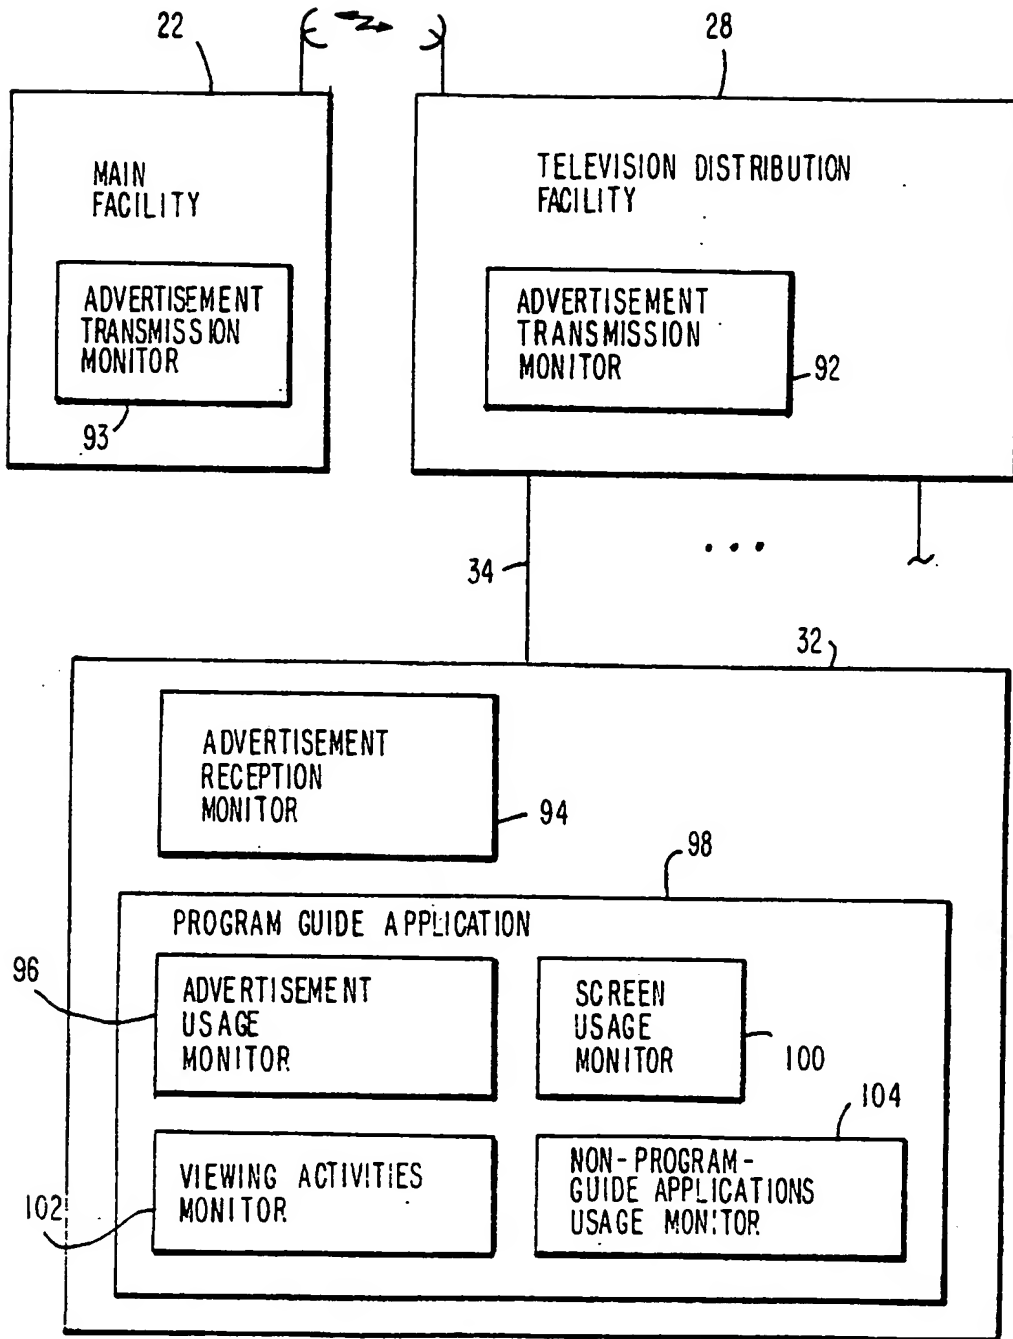 22
28
MAIN
FACILITY
TELEVISION DISTRIBUTION
FACILITY
ADVERTISEMENT
TRANSMISSION
MONITOR
93
ADVERTISEMENT
TRANSMISSION
MONITOR
92
34
...
32
ADVERTISEMENT
RECEPTION
MONITOR
94
98
PROGRAM GUIDE APPLICATION
96
ADVERTISEMENT
USAGE
MONITOR
SCREEN
USAGE
MONITOR
100
104
VIEWING ACTIVITIES
MONITOR
102
NON-PROGRAM-
GUIDE APPLICATIONS
USAGE MONITOR